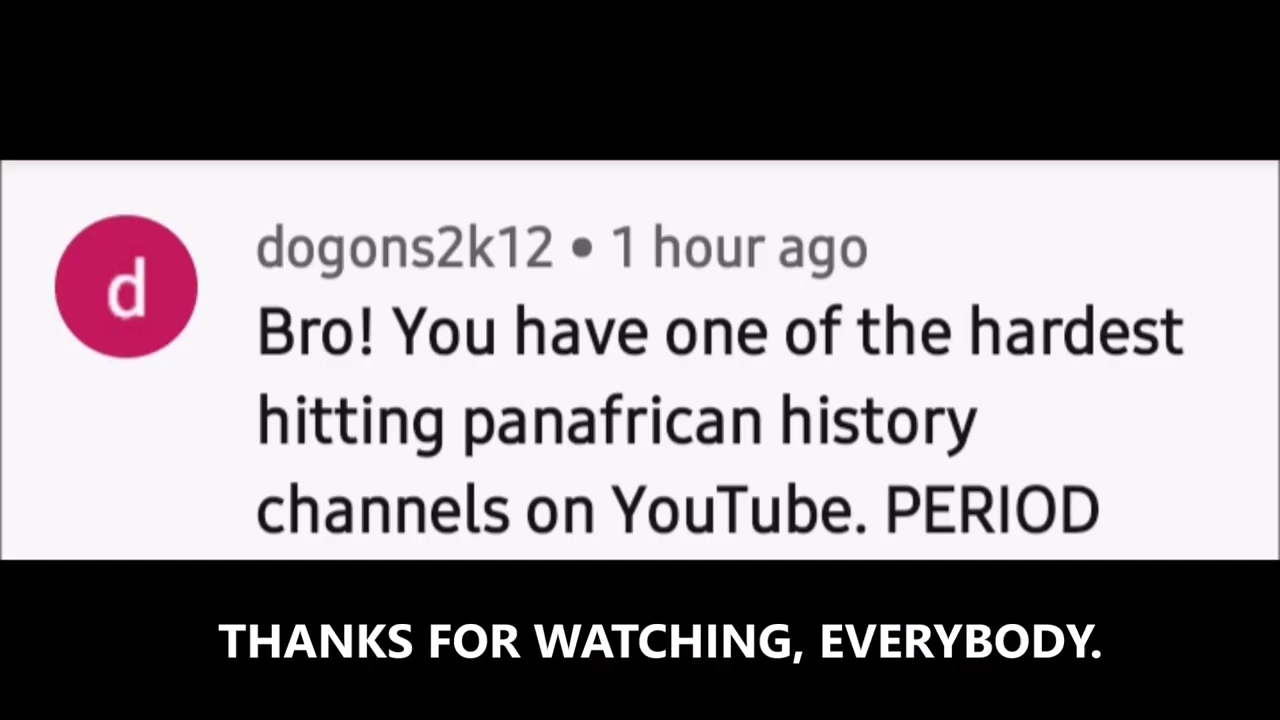 d
dogons2k12 • 1 hour ago
Bro! You have one of the hardest
hitting panafrican history
channels on YouTube. PERIOD
THANKS FOR WATCHING, EVERYBODY.